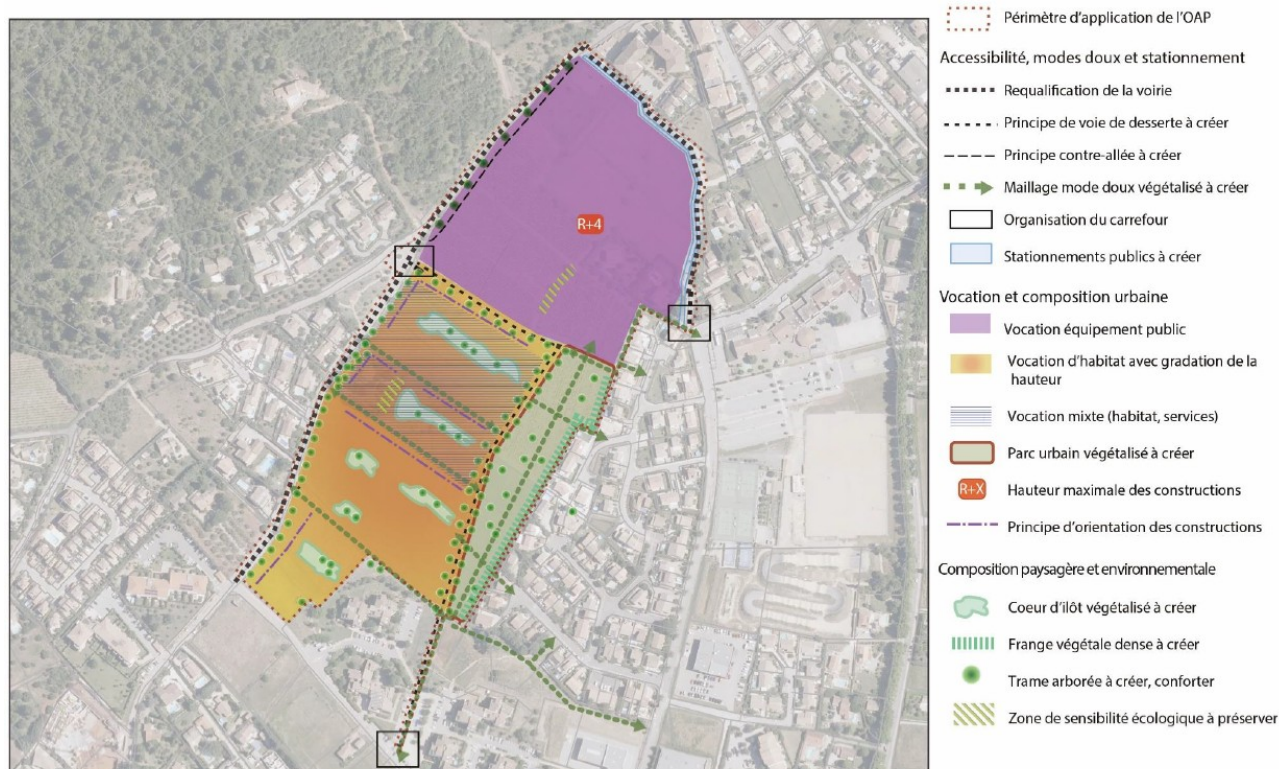 Périmètre d'application de l'OAP
Accessibilité, modes doux et stationnement
Requalification de la voirie
Principe de voie de desserte à créer
Principe contre-allée à créer
Maillage mode doux végétalisé à créer
Organisation du carrefour
Stationnements publics à créer
Vocation et composition urbaine
Vocation équipement public
Vocation d'habitat avec gradation de la
hauteur
Vocation mixte (habitat, services)
Parc urbain végétalisé à créer
R+X Hauteur maximale des constructions
Principe d'orientation des constructions
Composition paysagère et environnementale
Coeur d'ilôt végétalisé à créer
Frange végétale dense à créer
Trame arborée à créer, conforter
Zone de sensibilité écologique à préserver
R+4